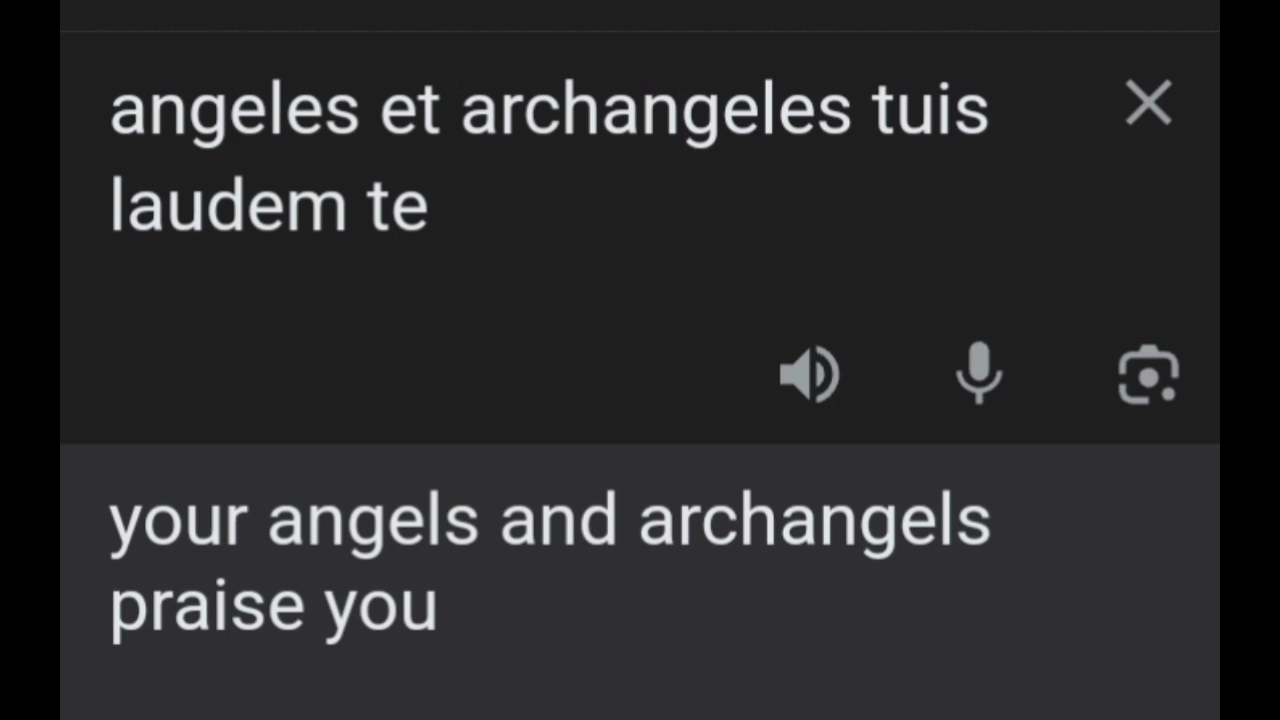 angeles et archangeles tuis
laudem te
your angels and archangels
praise you